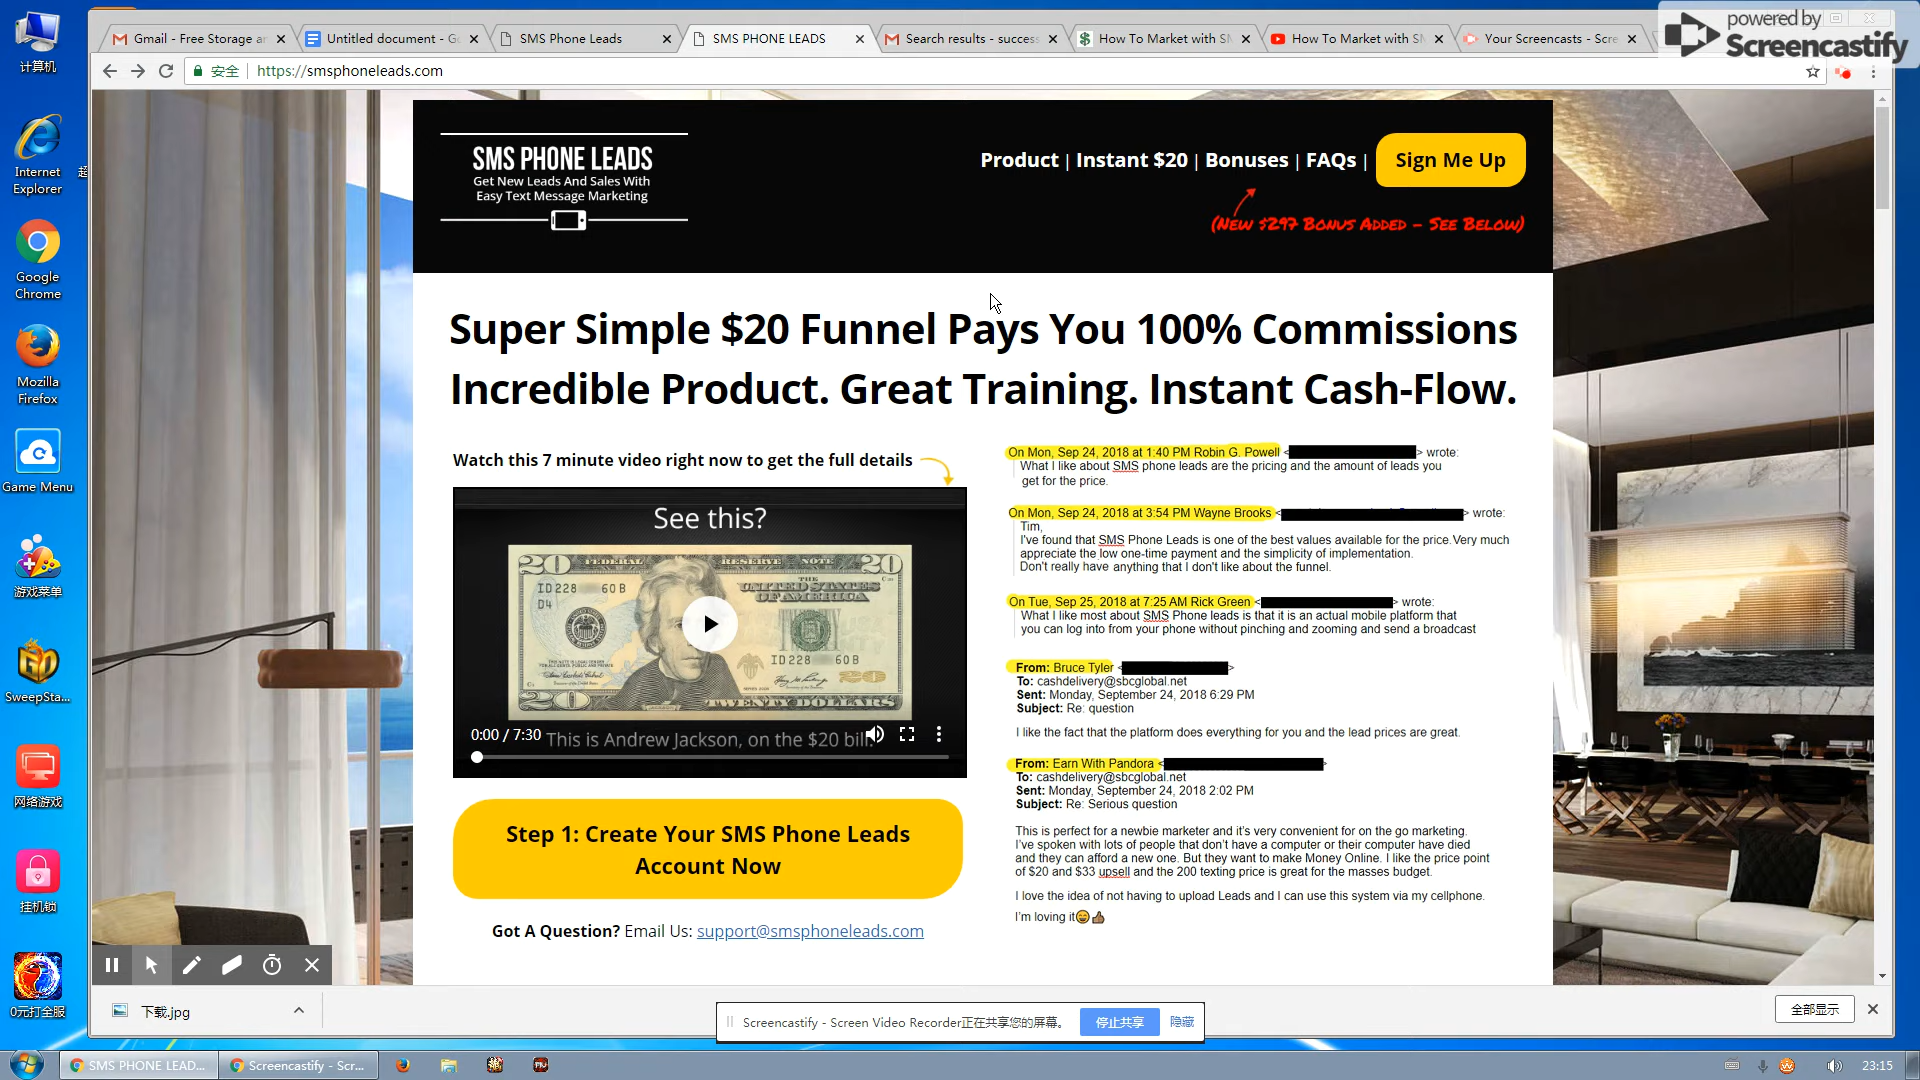 powered by
Screencastify
Gmail - Free Storage
Untitled document -
SMS Phone Leads
SMS PHONE LEADS
Search results - success
How To Market with
How To Market with
Your Screencasts -
安全
https://smsphoneleads.com
计算机
Internet
Explorer
Google
Chrome
Mozilla
Firefox
Game Menu
游戏菜单
SweepSta...
网络游戏
挂机锁
0元打全服
SMS PHONE LEADS
Get New Leads And Sales With
Easy Text Message Marketing
Product | Instant $20 | Bonuses | FAQs |
Sign Me Up
(New $297 Bonus Added - See Below)
Super Simple $20 Funnel Pays You 100% Commissions
Incredible Product. Great Training. Instant Cash-Flow.
Watch this 7 minute video right now to get the full details
See this?
20 FEDERAL RESERVE NOTE 20
THE
UNITED STATES
OF AMERICA
ID 228 60 B
D4
ID 228 60 B
20 TWENTY DOLLARS
0:00 / 7:30
This is Andrew Jackson, on the $20 bill.
Step 1: Create Your SMS Phone Leads
Account Now
Got A Question? Email Us: support@smsphoneleads.com
On Mon, Sep 24, 2018 at 1:40 PM Robin G. Powell < > wrote:
What I like about SMS phone leads are the pricing and the amount of leads you
get for the price.
On Mon, Sep 24, 2018 at 3:54 PM Wayne Brooks < > wrote:
Tim,
I've found that SMS Phone Leads is one of the best values available for the price.Very much
appreciate the low one-time payment and the simplicity of implementation.
Don't really have anything that I don't like about the funnel.
On Tue, Sep 25, 2018 at 7:25 AM Rick Green < > wrote:
What I like most about SMS Phone leads is that it is an actual mobile platform that
you can log into from your phone without pinching and zooming and send a broadcast
From: Bruce Tyler < >
To: cashdelivery@sbcglobal.net
Sent: Monday, September 24, 2018 6:29 PM
Subject: Re: question
I like the fact that the platform does everything for you and the lead prices are great.
From: Earn With Pandora < >
To: cashdelivery@sbcglobal.net
Sent: Monday, September 24, 2018 2:02 PM
Subject: Re: Serious question
This is perfect for a newbie marketer and it's very convenient for on the go marketing.
I've spoken with lots of people that don't have a computer or their computer have died
and they can afford a new one. But they want to make Money Online. I like the price point
of $20 and $33 upsell and the 200 texting price is great for the masses budget.
I love the idea of not having to upload Leads and I can use this system via my cellphone.
I'm loving it
下载.jpg
全部显示
Screencastify - Screen Video Recorder正在共享您的屏幕。
停止共享
隐藏
SMS PHONE LEAD...
Screencastify - Scr...
23:15